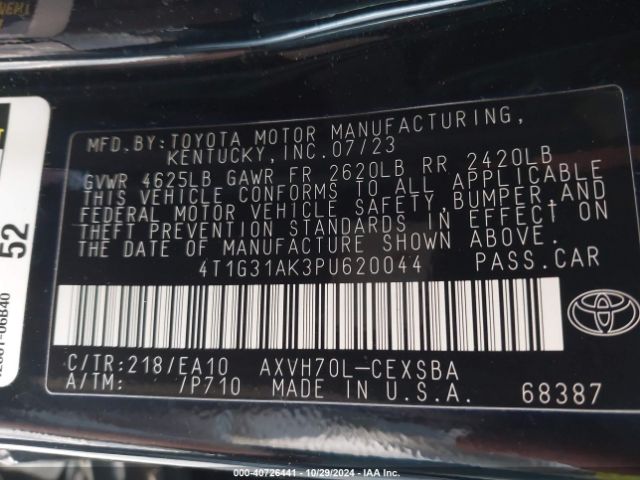 MFD.BY:TOYOTA MOTOR MANUFACTURING,
KENTUCKY,INC.07/23
GVWR 4625LB GAWR FR 2620LB RR 2420LB
THIS VEHICLE CONFORMS TO ALL APPLICABLE
FEDERAL MOTOR VEHICLE SAFETY,BUMPER,AND
THEFT PREVENTION STANDARDS IN EFFECT ON
THE DATE OF MANUFACTURE SHOWN ABOVE.
4T1G31AK3PU620044 PASS.CAR
C/TR:218/EA10 AXVH70L-CEXSBA
A/TM: /P710 MADE IN U.S.A. 68387
52
000-40726441 - 10/29/2024 - IAA Inc.